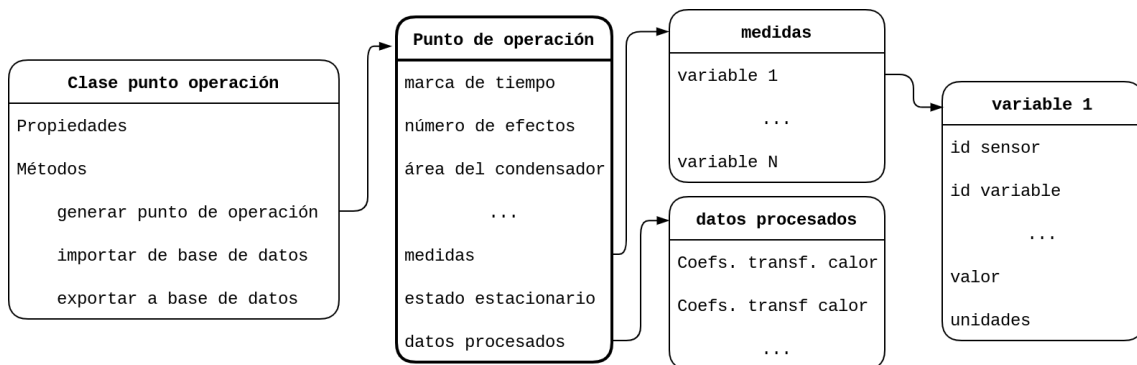 Clase punto operación
Propiedades
Métodos
generar punto de operación
importar de base de datos
exportar a base de datos
Punto de operación
marca de tiempo
número de efectos
área del condensador
...
medidas
estado estacionario
datos procesados
medidas
variable 1
...
variable N
datos procesados
Coefs. transf. calor
Coefs. transf calor
...
variable 1
id sensor
id variable
...
valor
unidades